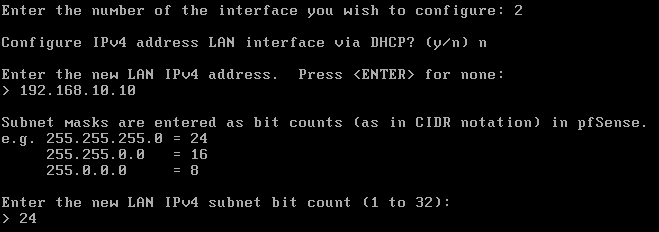 Enter the number of the interface you wish to configure: 2
Configure IPv4 address LAN interface via DHCP? (y/n) n
Enter the new LAN IPv4 address.  Press <ENTER> for none:
> 192.168.10.10
Subnet masks are entered as bit counts (as in CIDR notation) in pfSense.
e.g. 255.255.255.0 = 24
     255.255.0.0   = 16
     255.0.0.0     = 8
Enter the new LAN IPv4 subnet bit count (1 to 32):
> 24